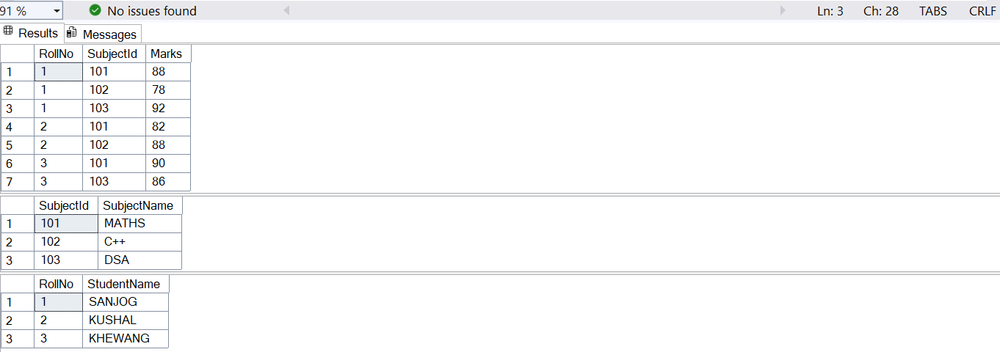 91 % No issues found Ln: 3 Ch: 28 TABS CRLF
Results Messages
RollNo SubjectId Marks
1 1 101 88
2 1 102 78
3 1 103 92
4 2 101 82
5 2 102 88
6 3 101 90
7 3 103 86
SubjectId SubjectName
1 101 MATHS
2 102 C++
3 103 DSA
RollNo StudentName
1 1 SANJOG
2 2 KUSHAL
3 3 KHEWANG